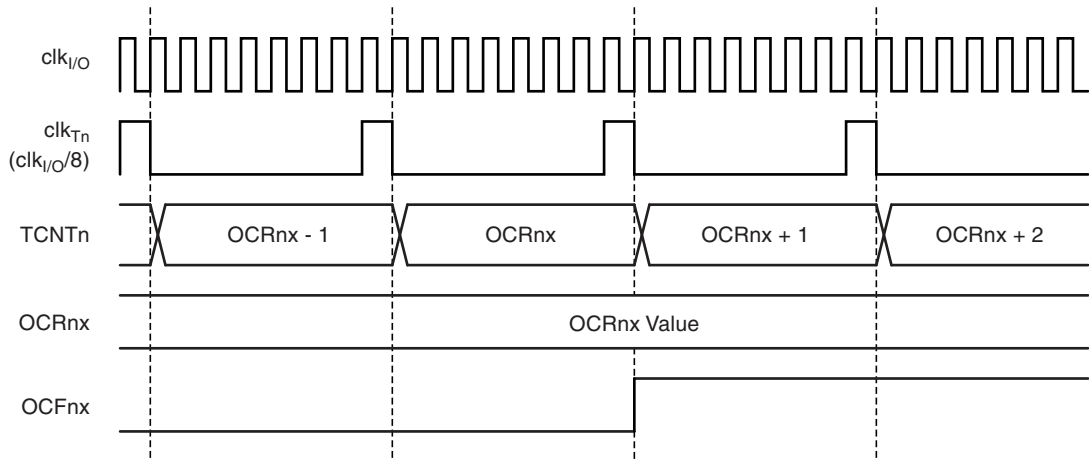 clkI/O
clkTn
(clkI/O/8)
TCNTn
OCRnx - 1
OCRnx
OCRnx + 1
OCRnx + 2
OCRnx
OCRnx Value
OCFnx